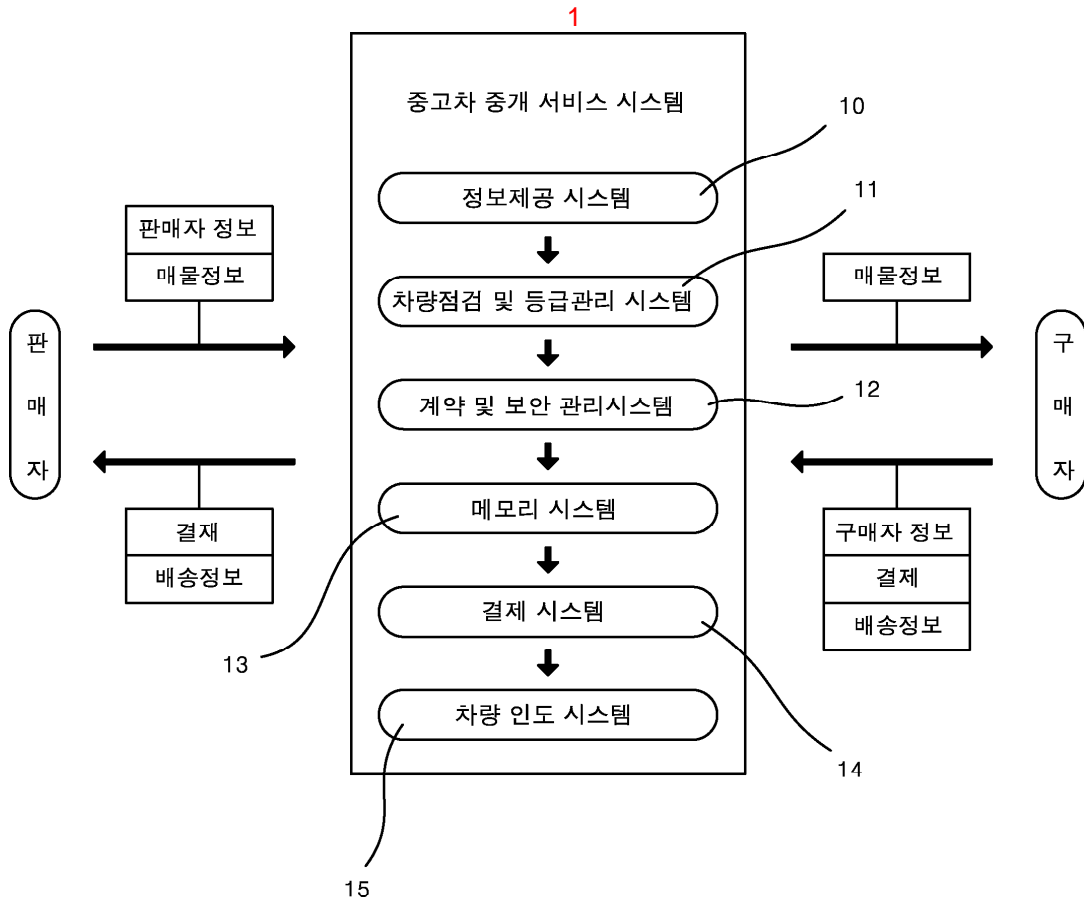 1
중고차 중개 서비스 시스템
10
정보제공 시스템
11
판매자 정보
매물정보
차량점검 및 등급관리 시스템
매물정보
판
매
자
구
매
자
계약 및 보안 관리시스템
12
메모리 시스템
13
결재
배송정보
구매자 정보
결제
배송정보
결제 시스템
14
차량 인도 시스템
15